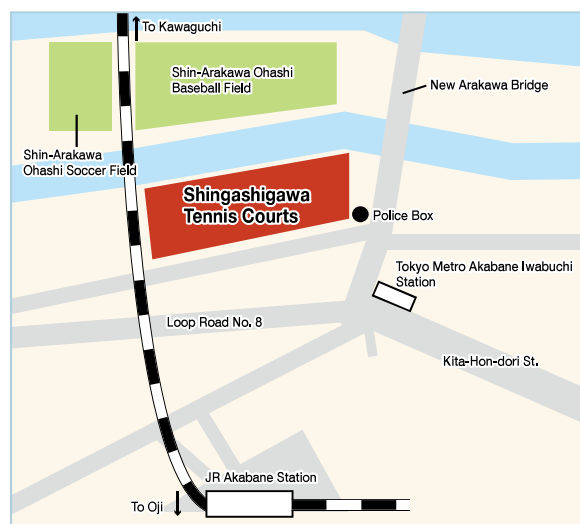 To Kawaguchi
Shin-Arakawa Ohashi
Baseball Field
New Arakawa Bridge
Shin-Arakawa
Ohashi Soccer Field
Shingashigawa
Tennis Courts
Police Box
Tokyo Metro Akabane Iwabuchi
Station
Loop Road No. 8
Kita-Hon-dori St.
JR Akabane Station
To Oji